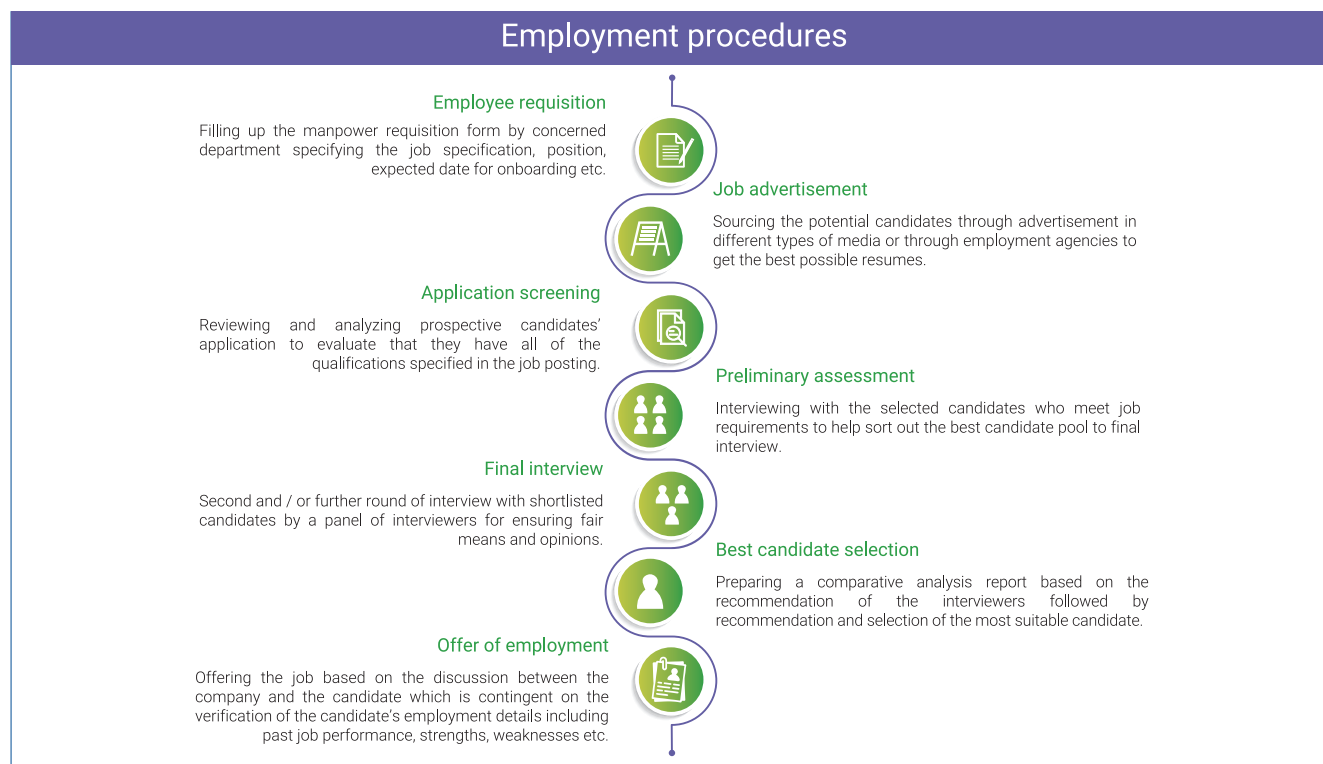 Employment procedures
Employee requisition
Filling up the manpower requisition form by concerned
department specifying the job specification, position,
expected date for onboarding etc.
Job advertisement
Sourcing the potential candidates through advertisement in
different types of media or through employment agencies to
get the best possible resumes.
Application screening
Reviewing and analyzing prospective candidates’
application to evaluate that they have all of the
qualifications specified in the job posting.
Preliminary assessment
Interviewing with the selected candidates who meet job
requirements to help sort out the best candidate pool to final
interview.
Final interview
Second and / or further round of interview with shortlisted
candidates by a panel of interviewers for ensuring fair
means and opinions.
Best candidate selection
Preparing a comparative analysis report based on the
recommendation of the interviewers followed by
recommendation and selection of the most suitable candidate.
Offer of employment
Offering the job based on the discussion between the
company and the candidate which is contingent on the
verification of the candidate’s employment details including
past job performance, strengths, weaknesses etc.